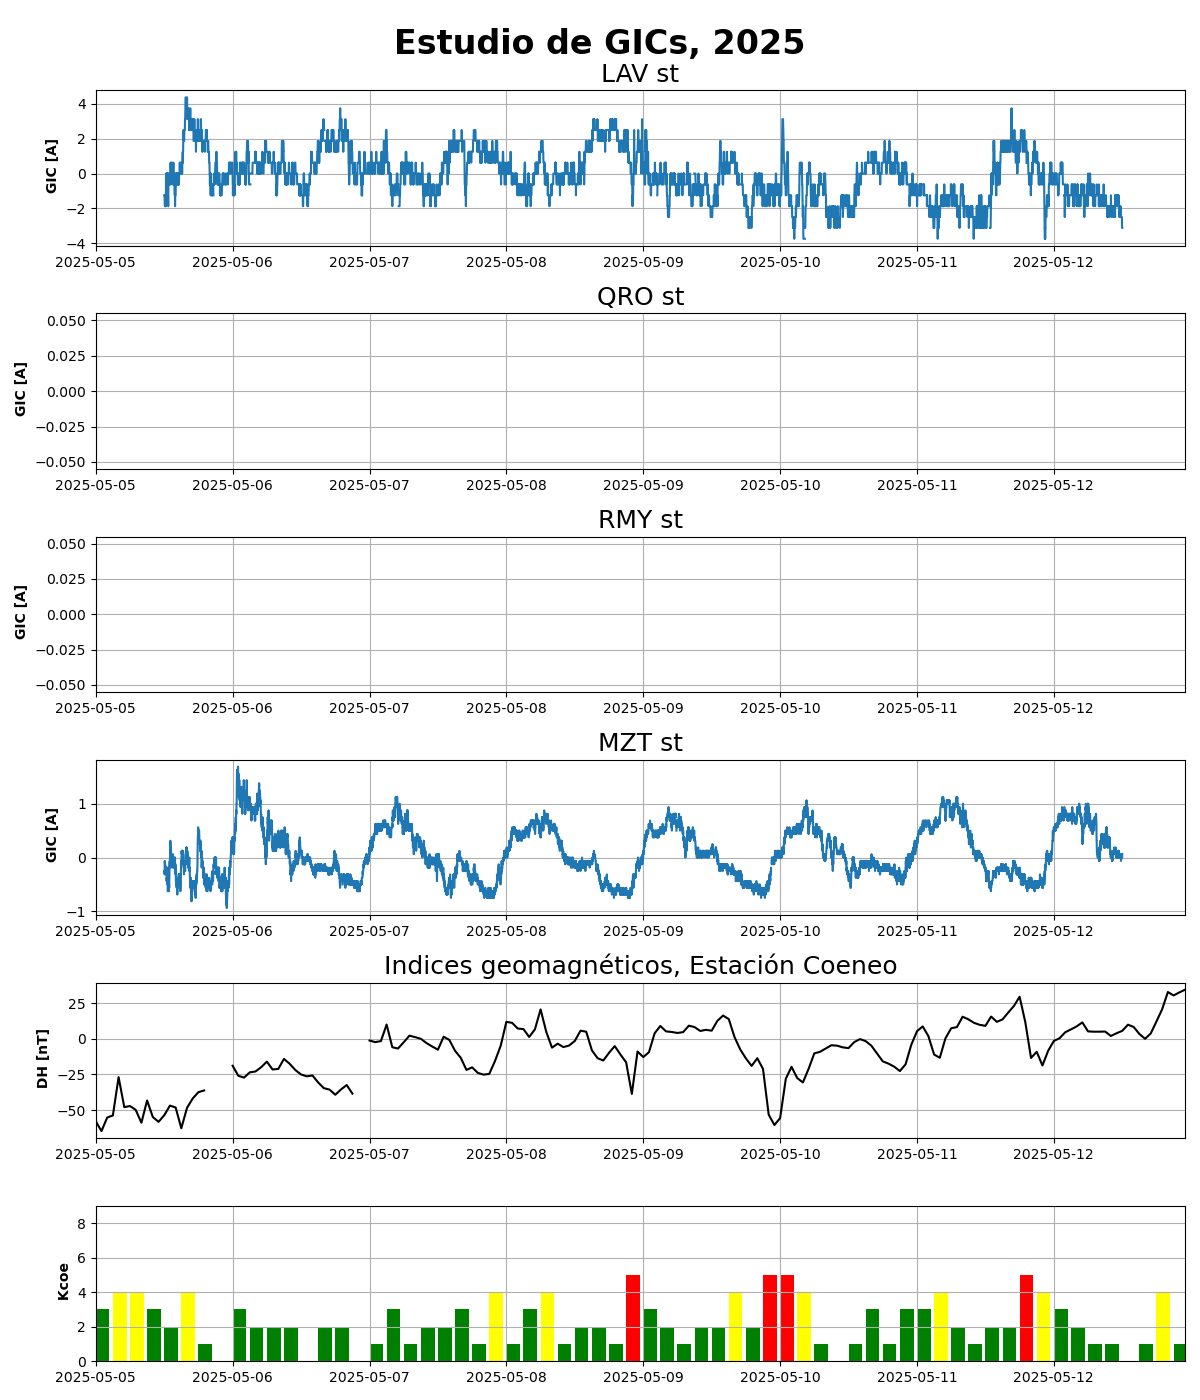 Estudio de GICs, 2025
LAV st
GIC [A]
4
2
0
−2
−4
2025-05-05 2025-05-06 2025-05-07 2025-05-08 2025-05-09 2025-05-10 2025-05-11 2025-05-12
QRO st
GIC [A]
0.050
0.025
0.000
−0.025
−0.050
2025-05-05 2025-05-06 2025-05-07 2025-05-08 2025-05-09 2025-05-10 2025-05-11 2025-05-12
RMY st
GIC [A]
0.050
0.025
0.000
−0.025
−0.050
2025-05-05 2025-05-06 2025-05-07 2025-05-08 2025-05-09 2025-05-10 2025-05-11 2025-05-12
MZT st
GIC [A]
1
0
−1
2025-05-05 2025-05-06 2025-05-07 2025-05-08 2025-05-09 2025-05-10 2025-05-11 2025-05-12
Indices geomagnéticos, Estación Coeneo
DH [nT]
25
0
−25
−50
2025-05-05 2025-05-06 2025-05-07 2025-05-08 2025-05-09 2025-05-10 2025-05-11 2025-05-12
Kcoe
8
6
4
2
0
2025-05-05 2025-05-06 2025-05-07 2025-05-08 2025-05-09 2025-05-10 2025-05-11 2025-05-12